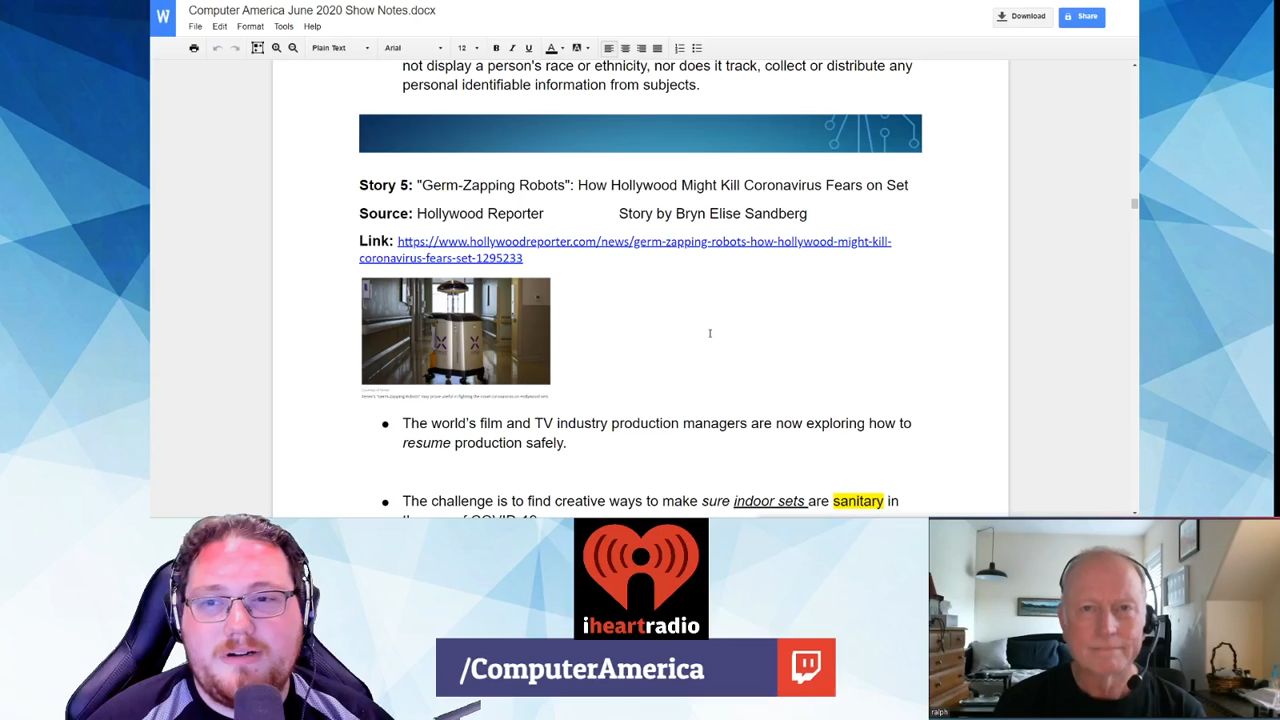 Computer America June 2020 Show Notes.docx
File Edit Format Tools Help
Download
Share
Plain Text
Arial
12
B I U A A
not display a person's race or ethnicity, nor does it track, collect or distribute any
personal identifiable information from subjects.
Story 5: "Germ-Zapping Robots": How Hollywood Might Kill Coronavirus Fears on Set
Source: Hollywood Reporter Story by Bryn Elise Sandberg
Link: https://www.hollywoodreporter.com/news/germ-zapping-robots-how-hollywood-might-kill-
coronavirus-fears-set-1295233
● The world's film and TV industry production managers are now exploring how to
resume production safely.
● The challenge is to find creative ways to make sure indoor sets are sanitary in
iheartradio
/ComputerAmerica
ralph